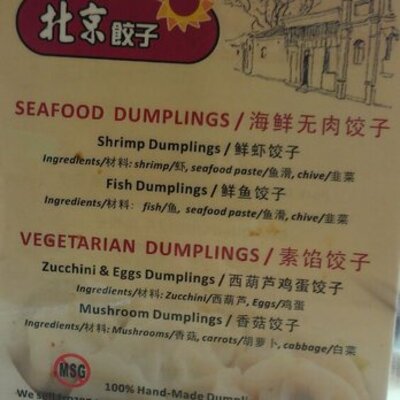 北京餃子
SEAFOOD DUMPLINGS / 海鲜无肉饺子
Shrimp Dumplings / 鲜虾饺子
Ingredients/材料: shrimp/虾, seafood paste/鱼滑, chive/韭菜
Fish Dumplings / 鲜鱼饺子
Ingredients/材料: fish/鱼, seafood paste/鱼滑, chive/韭菜
VEGETARIAN DUMPLINGS / 素馅饺子
Zucchini & Eggs Dumplings / 西葫芦鸡蛋饺子
Ingredients/材料: Zucchini/西葫芦, Eggs/鸡蛋
Mushroom Dumplings / 香菇饺子
Ingredients/材料: Mushrooms/香菇, carrots/胡萝卜, cabbage/白菜
MSG
100% Hand-Made Dumpli
We sell frozen